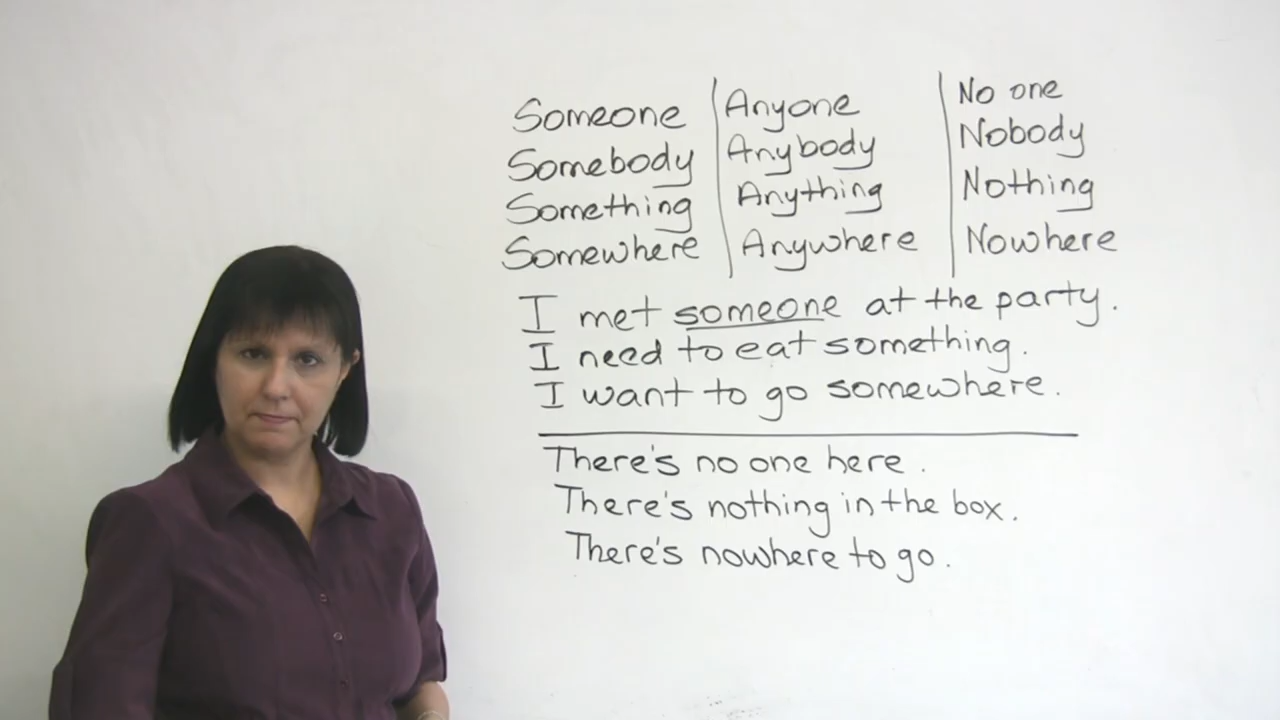 Someone Anyone No one
Somebody Anybody Nobody
Something Anything Nothing
Somewhere Anywhere Nowhere
I met someone at the party.
I need to eat something.
I want to go somewhere.
There's no one here.
There's nothing in the box.
There's nowhere to go.